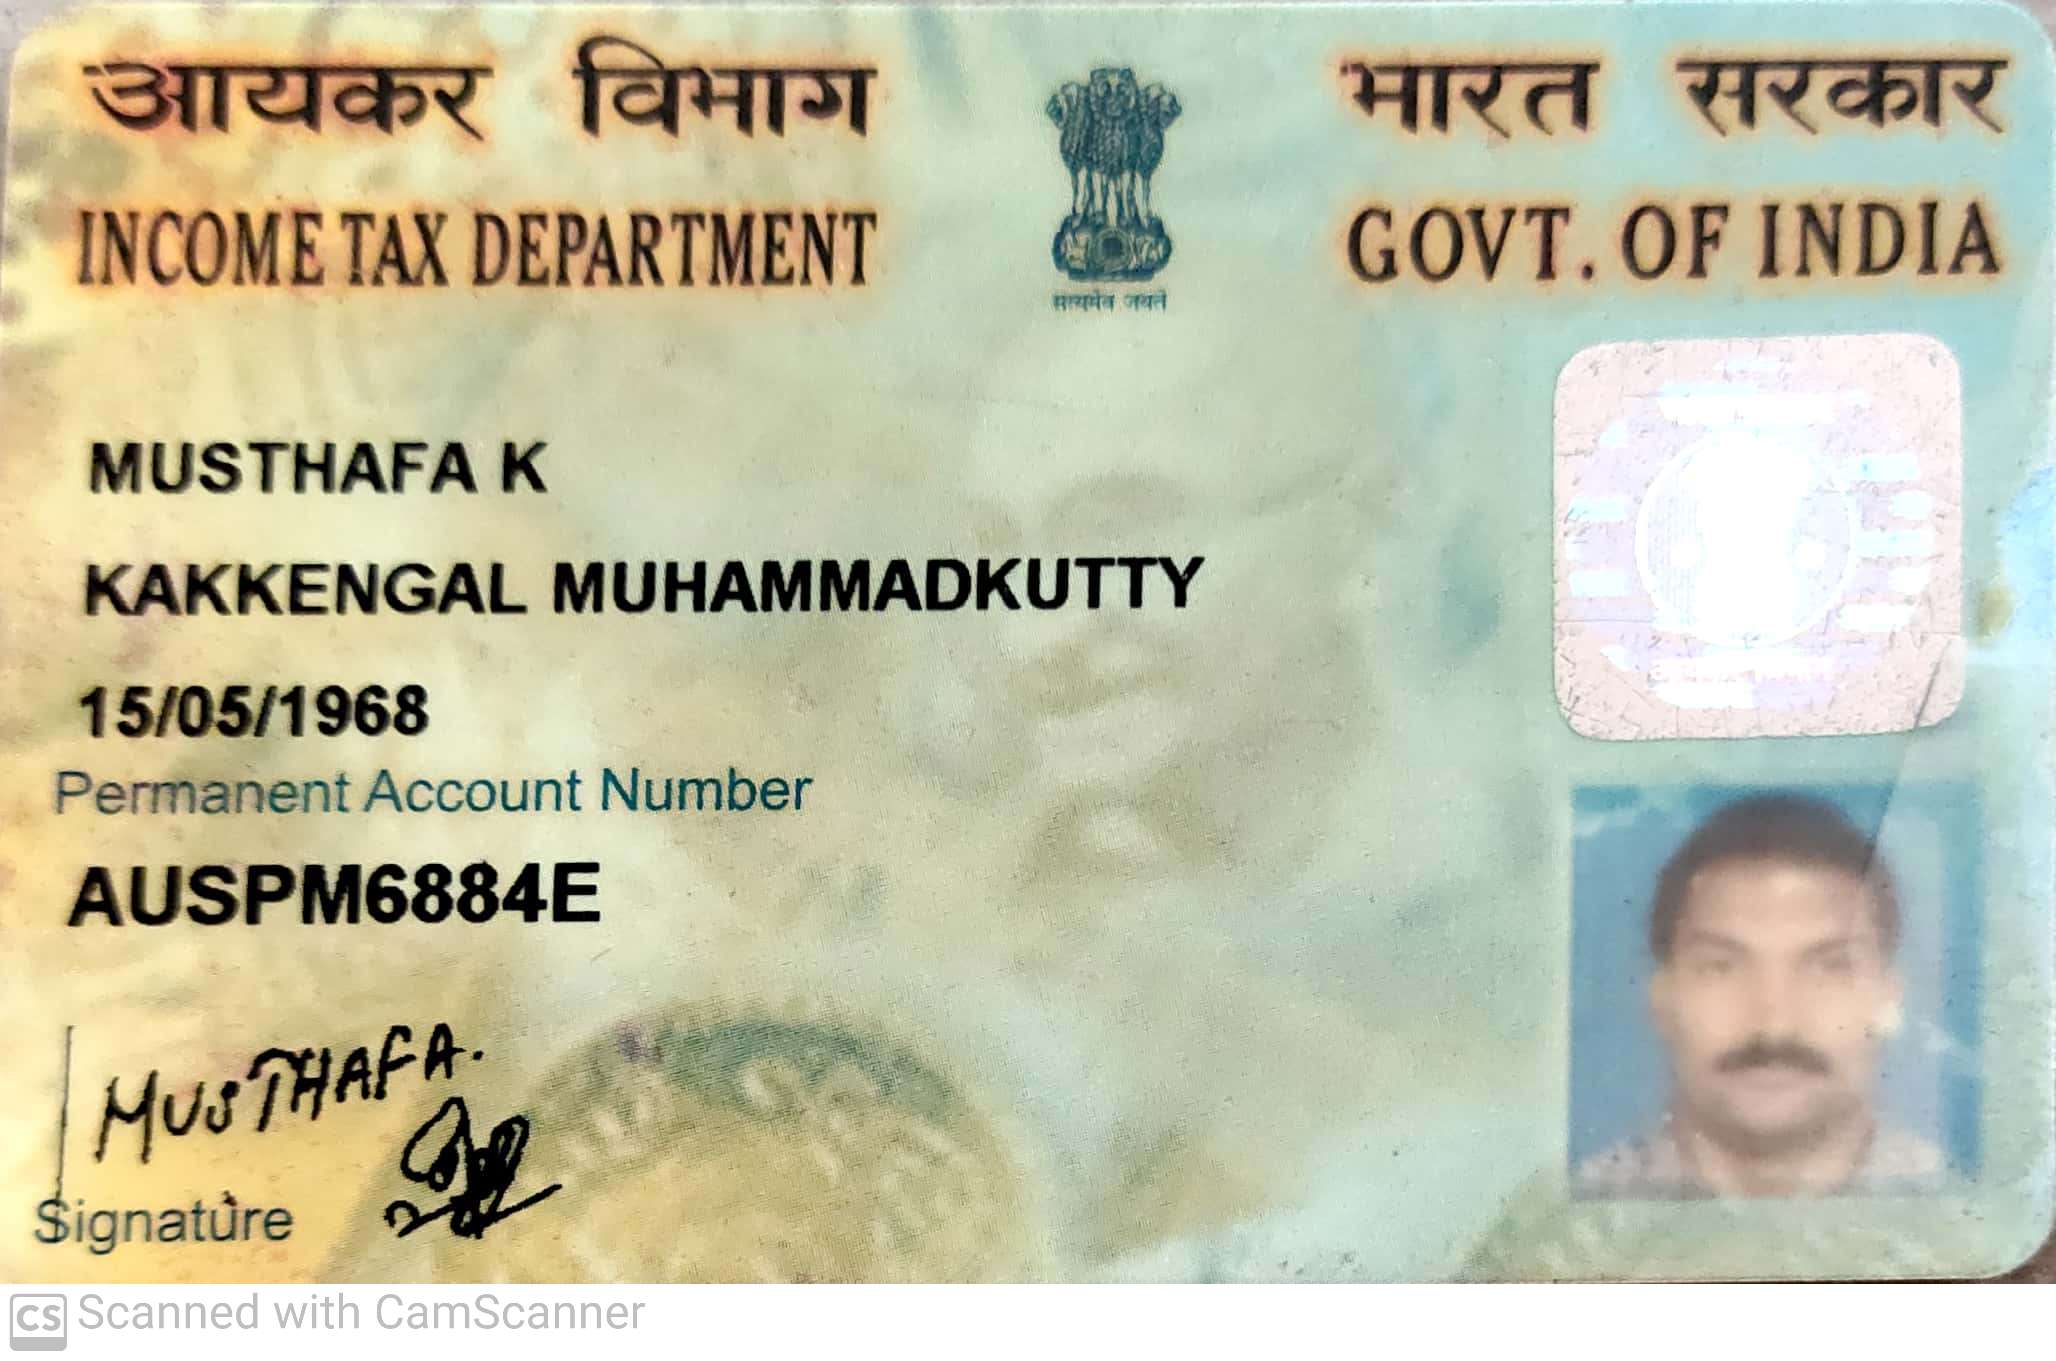 आयकर विभाग
INCOME TAX DEPARTMENT
भारत सरकार
GOVT. OF INDIA
सत्यमेव जयते
MUSTHAFA K
KAKKENGAL MUHAMMADKUTTY
15/05/1968
Permanent Account Number
AUSPM6884E
MUSTHAFA.
Signature
CS Scanned with CamScanner